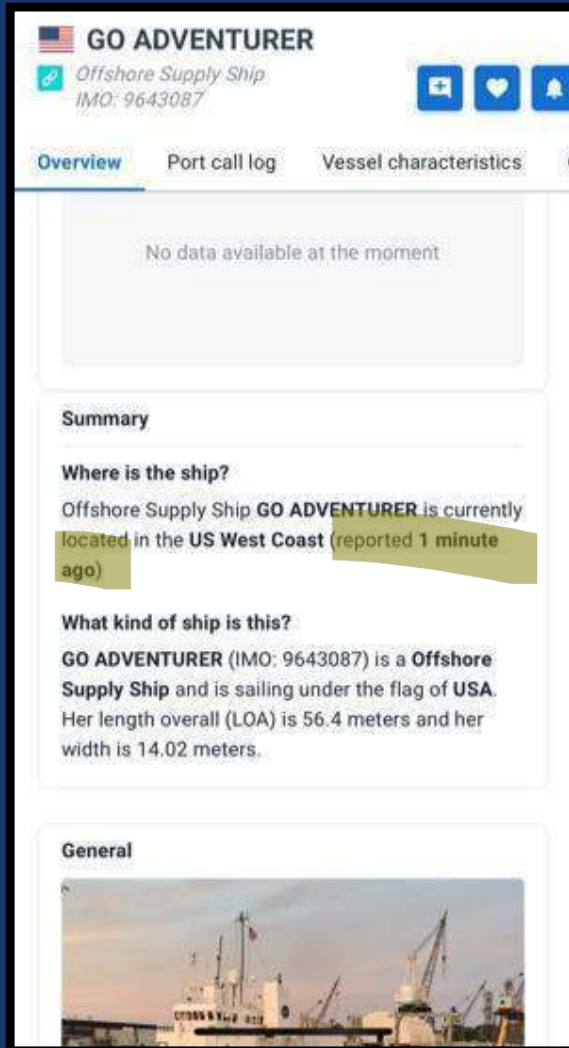 GO ADVENTURER
Offshore Supply Ship
IMO: 9643087
Overview Port call log Vessel characteristics
No data available at the moment
Summary
Where is the ship?
Offshore Supply Ship GO ADVENTURER is currently
located in the US West Coast (reported 1 minute
ago)
What kind of ship is this?
GO ADVENTURER (IMO: 9643087) is a Offshore
Supply Ship and is sailing under the flag of USA.
Her length overall (LOA) is 56.4 meters and her
width is 14.02 meters.
General